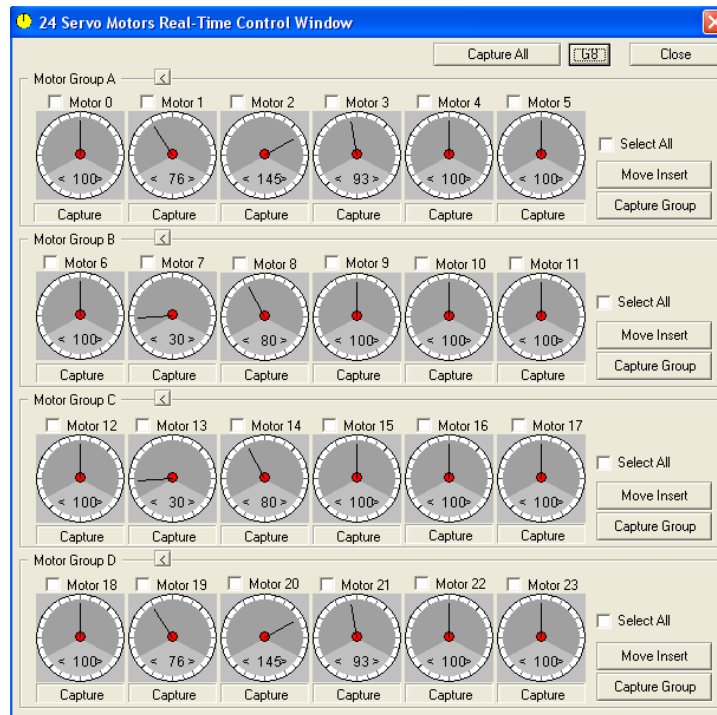 24 Servo Motors Real-Time Control Window
Capture All G8 Close
Motor Group A <
Motor 0 Motor 1 Motor 2 Motor 3 Motor 4 Motor 5
Select All
< 100> < 76 > < 145> < 93 > < 100> < 100>
Move Insert
Capture Capture Capture Capture Capture Capture
Capture Group
Motor Group B <
Motor 6 Motor 7 Motor 8 Motor 9 Motor 10 Motor 11
Select All
< 100> < 30 > < 80 > < 100> < 100> < 100>
Move Insert
Capture Capture Capture Capture Capture Capture
Capture Group
Motor Group C <
Motor 12 Motor 13 Motor 14 Motor 15 Motor 16 Motor 17
Select All
< 100> < 30 > < 80 > < 100> < 100> < 100>
Move Insert
Capture Capture Capture Capture Capture Capture
Capture Group
Motor Group D <
Motor 18 Motor 19 Motor 20 Motor 21 Motor 22 Motor 23
Select All
< 100> < 76 > < 145> < 93 > < 100> < 100>
Move Insert
Capture Capture Capture Capture Capture Capture
Capture Group